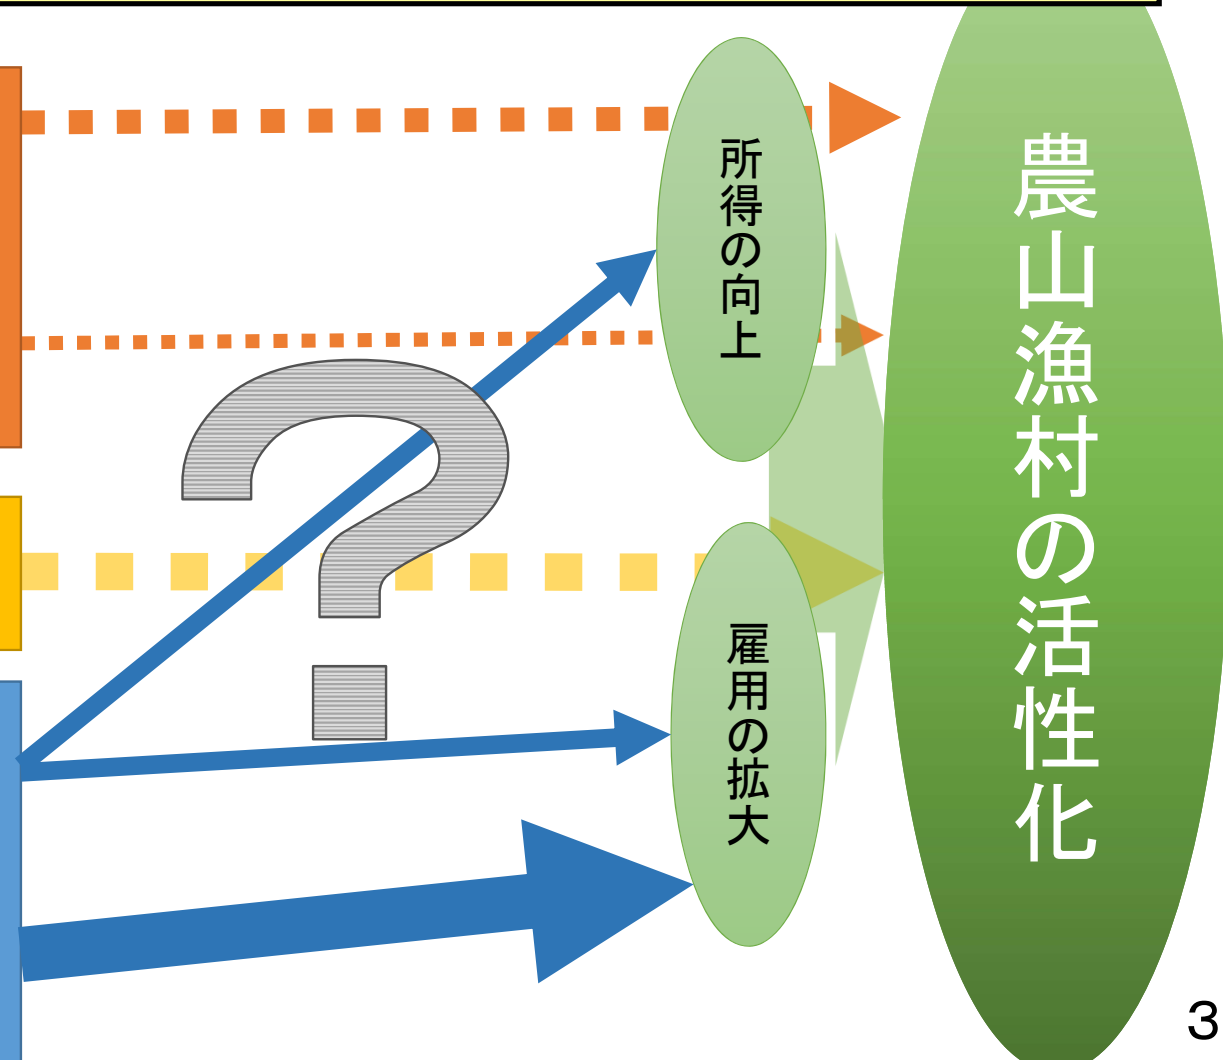 所得の向上
雇用の拡大
農山漁村の活性化
?
3